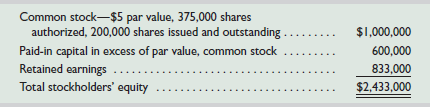 Common stock—$5 par value, 375,000 shares
authorized, 200,000 shares issued and outstanding ......... $1,000,000
Paid-in capital in excess of par value, common stock ......... 600,000
Retained earnings .................................... 833,000
Total stockholders' equity .............................. $2,433,000